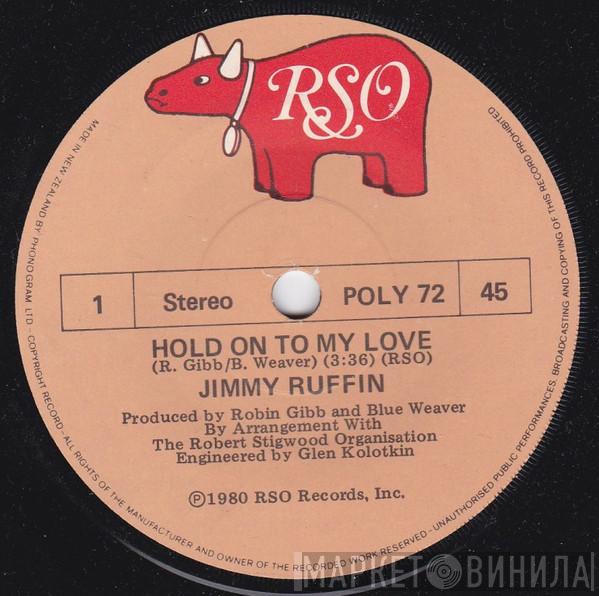 RSO
1
Stereo
POLY 72
45
HOLD ON TO MY LOVE
(R. Gibb/B. Weaver) (3:36) (RSO)
JIMMY RUFFIN
Produced by Robin Gibb and Blue Weaver
By Arrangement With
The Robert Stigwood Organisation
Engineered by Glen Kolotkin
℗1980 RSO Records, Inc.
MADE IN NEW ZEALAND BY PHONOGRAM LTD – COPYRIGHT RECORD – ALL RIGHTS OF THE MANUFACTURER AND OWNER OF THE RECORDED WORK RESERVED – UNAUTHORISED PUBLIC PERFORMANCES, BROADCASTING AND COPYING OF THIS RECORD PROHIBITED
МАРКЕТ ВИНИЛА